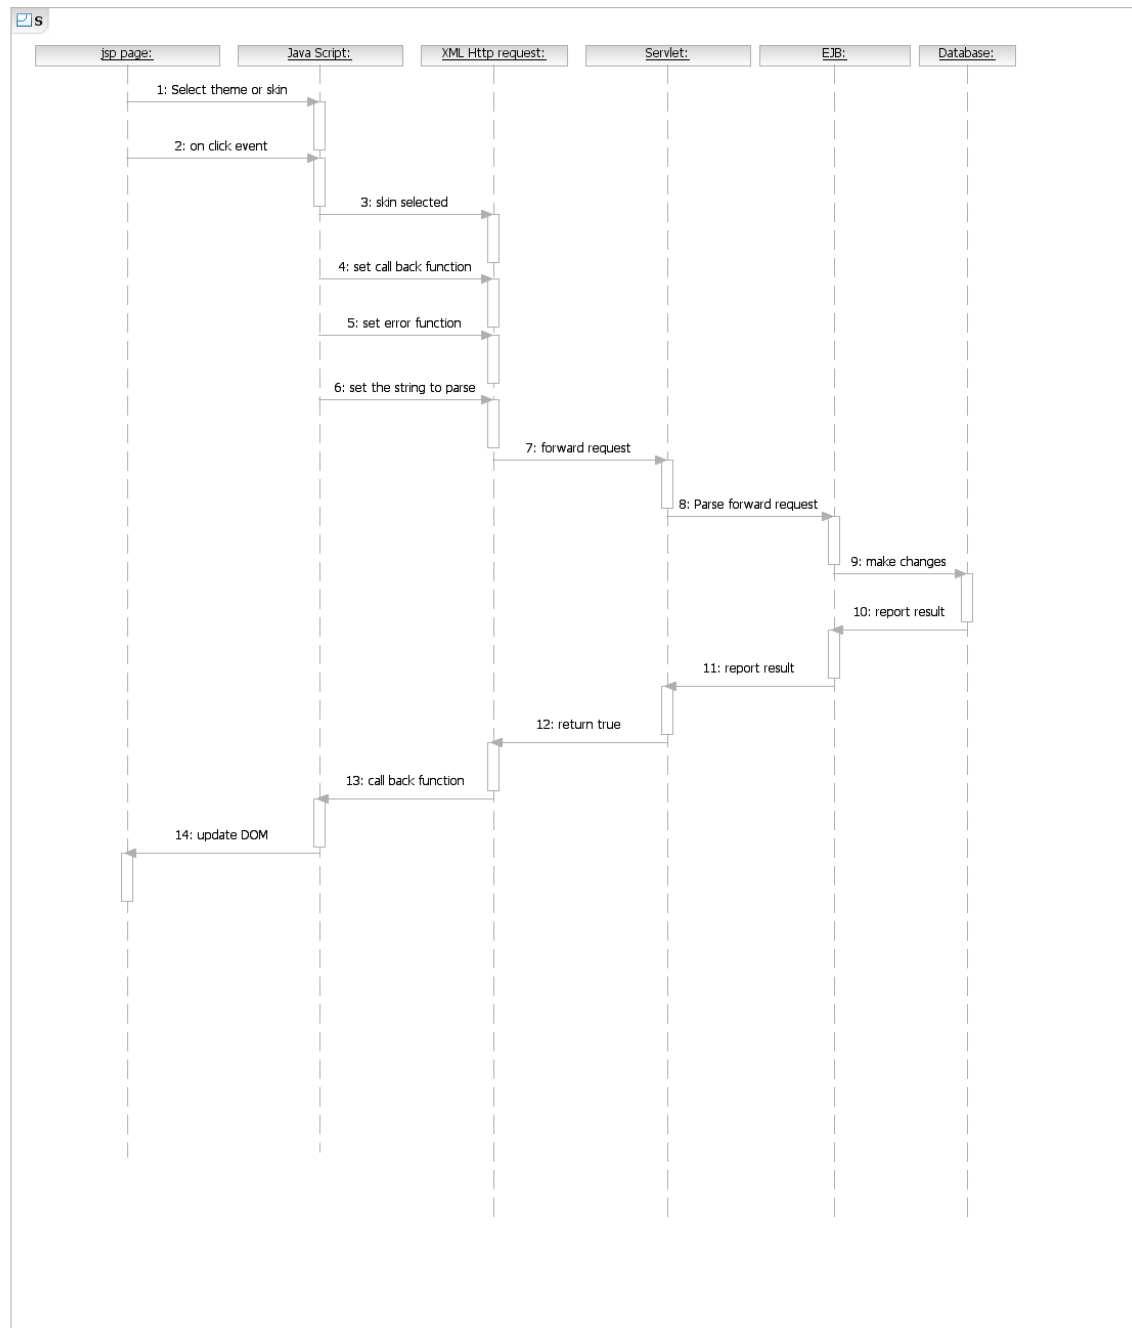 S
jsp page:
Java Script:
XML Http request:
Servlet:
EJB:
Database:
1: Select theme or skin
2: on click event
3: skin selected
4: set call back function
5: set error function
6: set the string to parse
7: forward request
8: Parse forward request
9: make changes
10: report result
11: report result
12: return true
13: call back function
14: update DOM